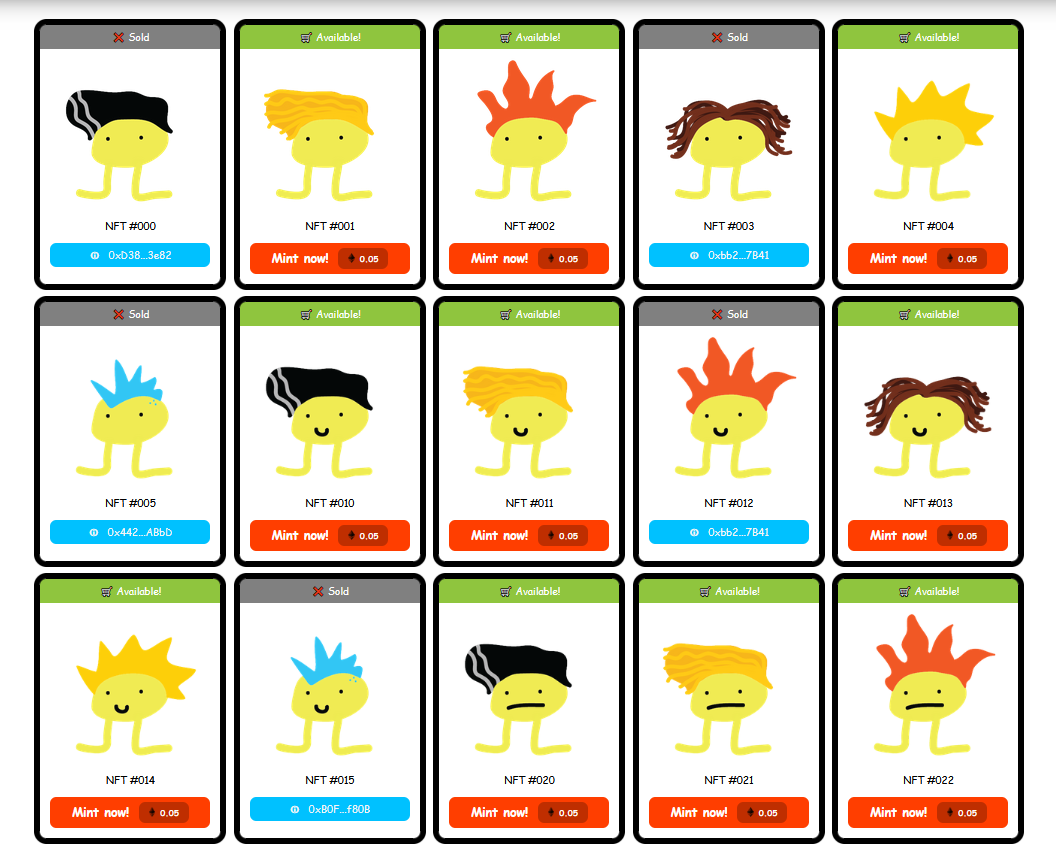 Sold
Available!
Available!
Sold
Available!
NFT #000
NFT #001
NFT #002
NFT #003
NFT #004
0xD38...3e82
Mint now! 0.05
Mint now! 0.05
0xbb2...7841
Mint now! 0.05
Sold
Available!
Available!
Sold
Available!
NFT #005
NFT #010
NFT #011
NFT #012
NFT #013
0x442...ABbD
Mint now! 0.05
Mint now! 0.05
0xbb2...7841
Mint now! 0.05
Available!
Sold
Available!
Available!
Available!
NFT #014
NFT #015
NFT #020
NFT #021
NFT #022
Mint now! 0.05
0xB0F...f808
Mint now! 0.05
Mint now! 0.05
Mint now! 0.05